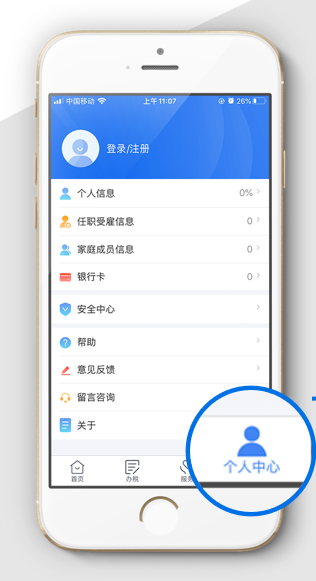 中国移动 上午11:07 26%
登录/注册
个人信息 0%
任职受雇信息 0
家庭成员信息 0
银行卡 0
安全中心
帮助
意见反馈
留言咨询
关于
首页 办税 服务
个人中心